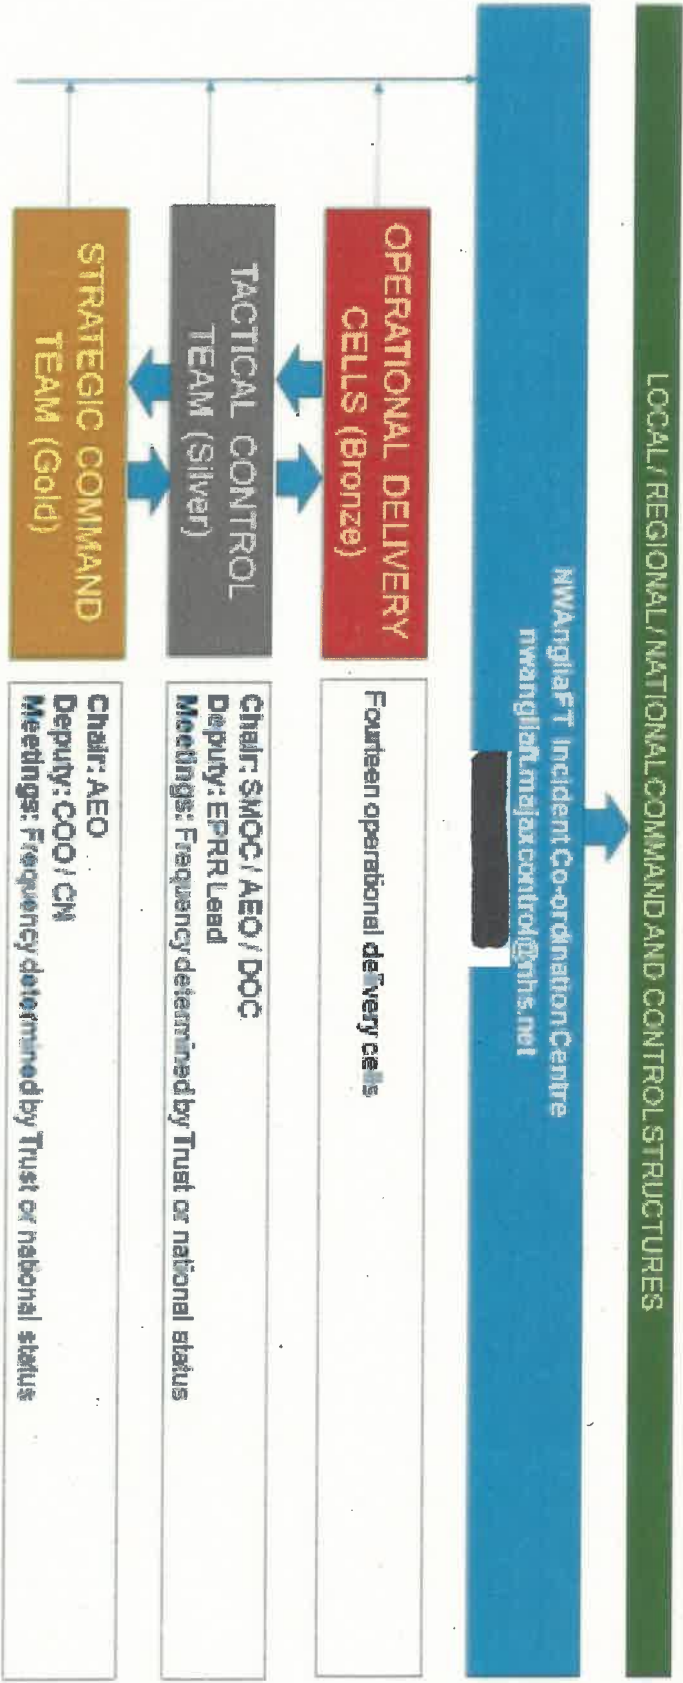 LOCAL / REGIONAL / NATIONAL COMMAND AND CONTROL STRUCTURES
NWAngliaFT Incident Co-ordination Centre
nwangliaft.majaxcontrol@nhs.net
OPERATIONAL DELIVERY
CELLS (Bronze)
Fourteen operational delivery cells
TACTICAL CONTROL
TEAM (Silver)
Chair: SMOC / AEO / DOC
Deputy: EPRR Lead
Meetings: Frequency determined by Trust or national status
STRATEGIC COMMAND
TEAM (Gold)
Chair: AEO
Deputy: COO / CN
Meetings: Frequency determined by Trust or national status